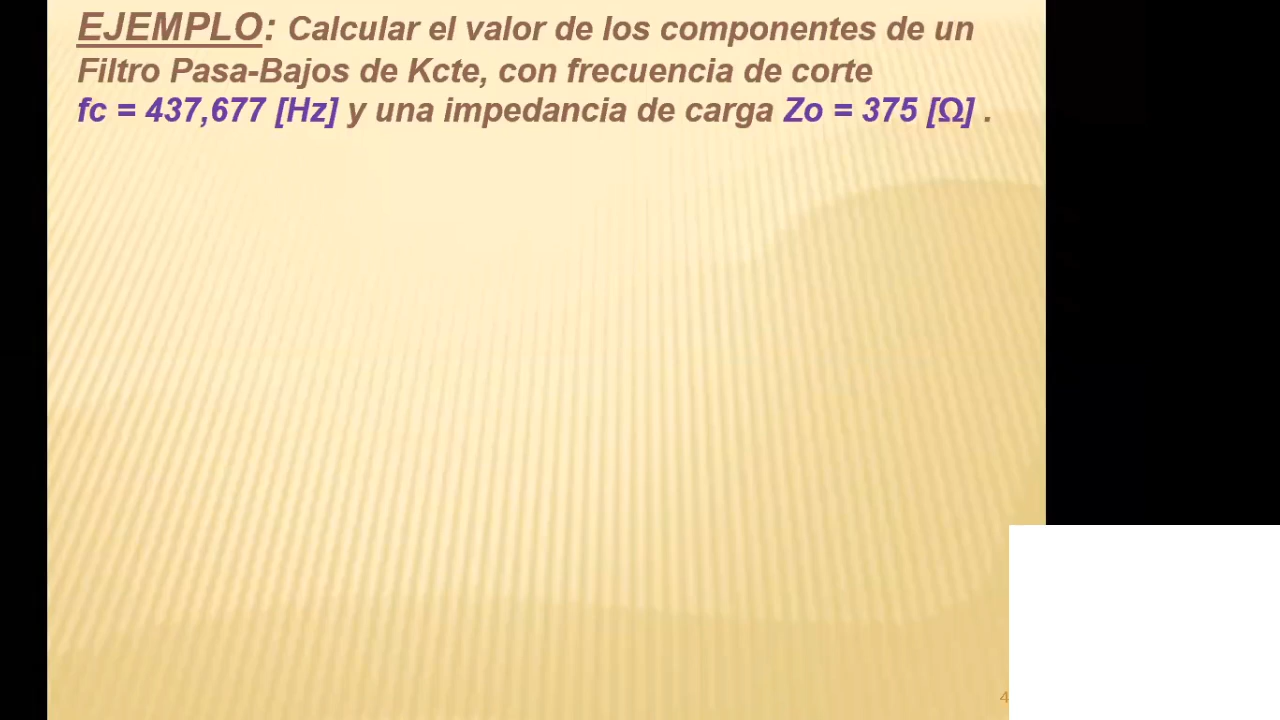 EJEMPLO: Calcular el valor de los componentes de un
Filtro Pasa-Bajos de Kcte, con frecuencia de corte
fc = 437,677 [Hz] y una impedancia de carga Zo = 375 [Ω] .
4